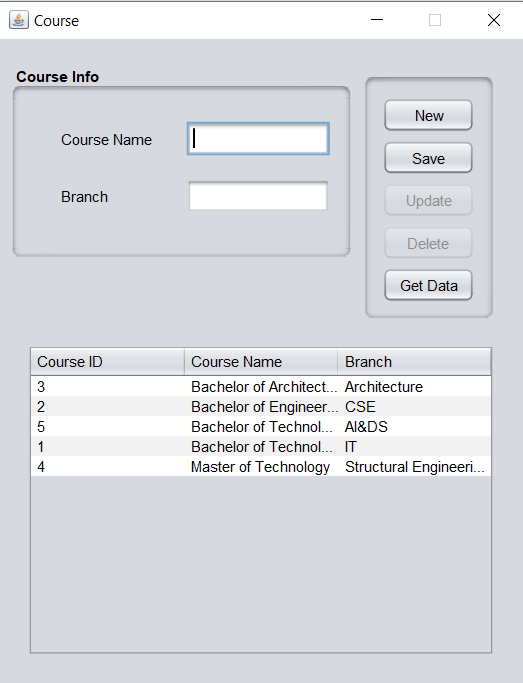 Course
Course Info
Course Name
Branch
New
Save
Update
Delete
Get Data
Course ID Course Name Branch
3 Bachelor of Architect... Architecture
2 Bachelor of Engineer... CSE
5 Bachelor of Technol... AI&DS
1 Bachelor of Technol... IT
4 Master of Technology Structural Engineeri...